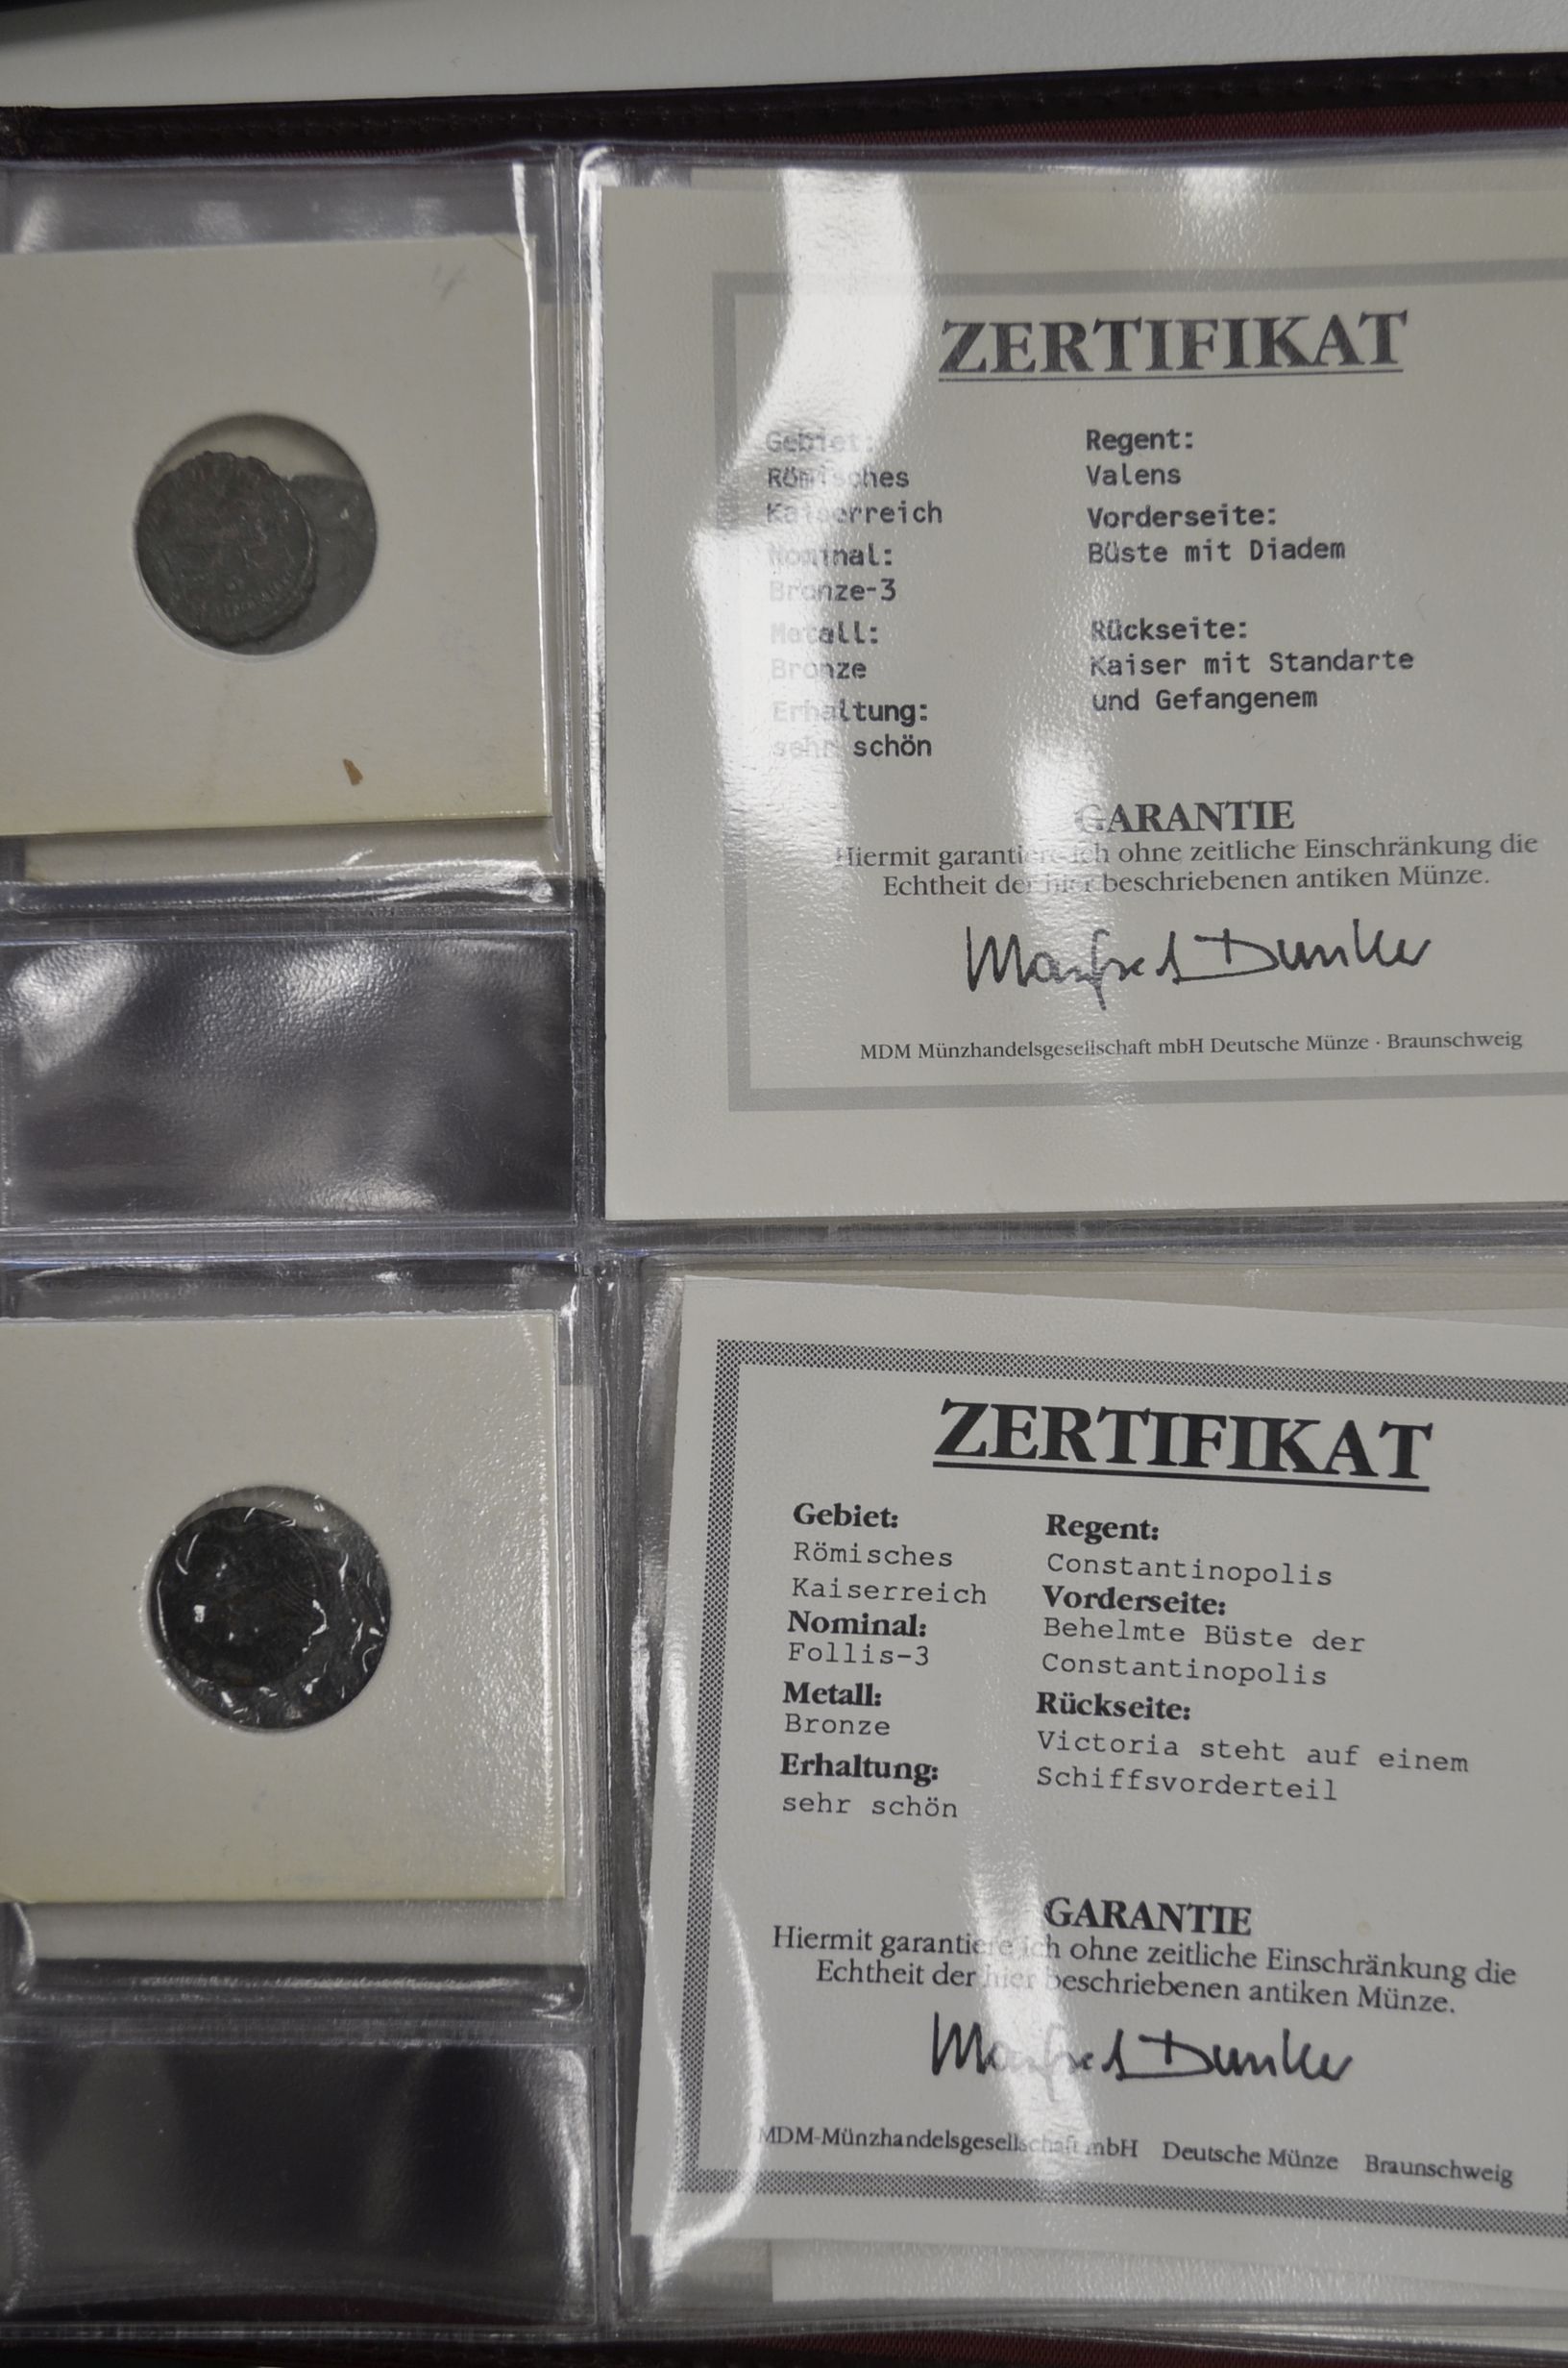 ZERTIFIKAT
Gebiet:
Römisches
Kaiserreich
Nominal:
Bronze-3
Metall:
Bronze
Erhaltung:
sehr schön
Regent:
Valens
Vorderseite:
Büste mit Diadem
Rückseite:
Kaiser mit Standarte
und Gefangenem
GARANTIE
Hiermit garantiere ich ohne zeitliche Einschränkung die
Echtheit der hier beschriebenen antiken Münze.
Manfred Dunker
MDM Münzhandelsgesellschaft mbH Deutsche Münze · Braunschweig
ZERTIFIKAT
Gebiet:
Römisches
Kaiserreich
Nominal:
Follis-3
Metall:
Bronze
Erhaltung:
sehr schön
Regent:
Constantinopolis
Vorderseite:
Behelmte Büste der
Constantinopolis
Rückseite:
Victoria steht auf einem
Schiffsvorderteil
GARANTIE
Hiermit garantiere ich ohne zeitliche Einschränkung die
Echtheit der hier beschriebenen antiken Münze.
Manfred Dunker
MDM-Münzhandelsgesellschaft mbH Deutsche Münze Braunschweig